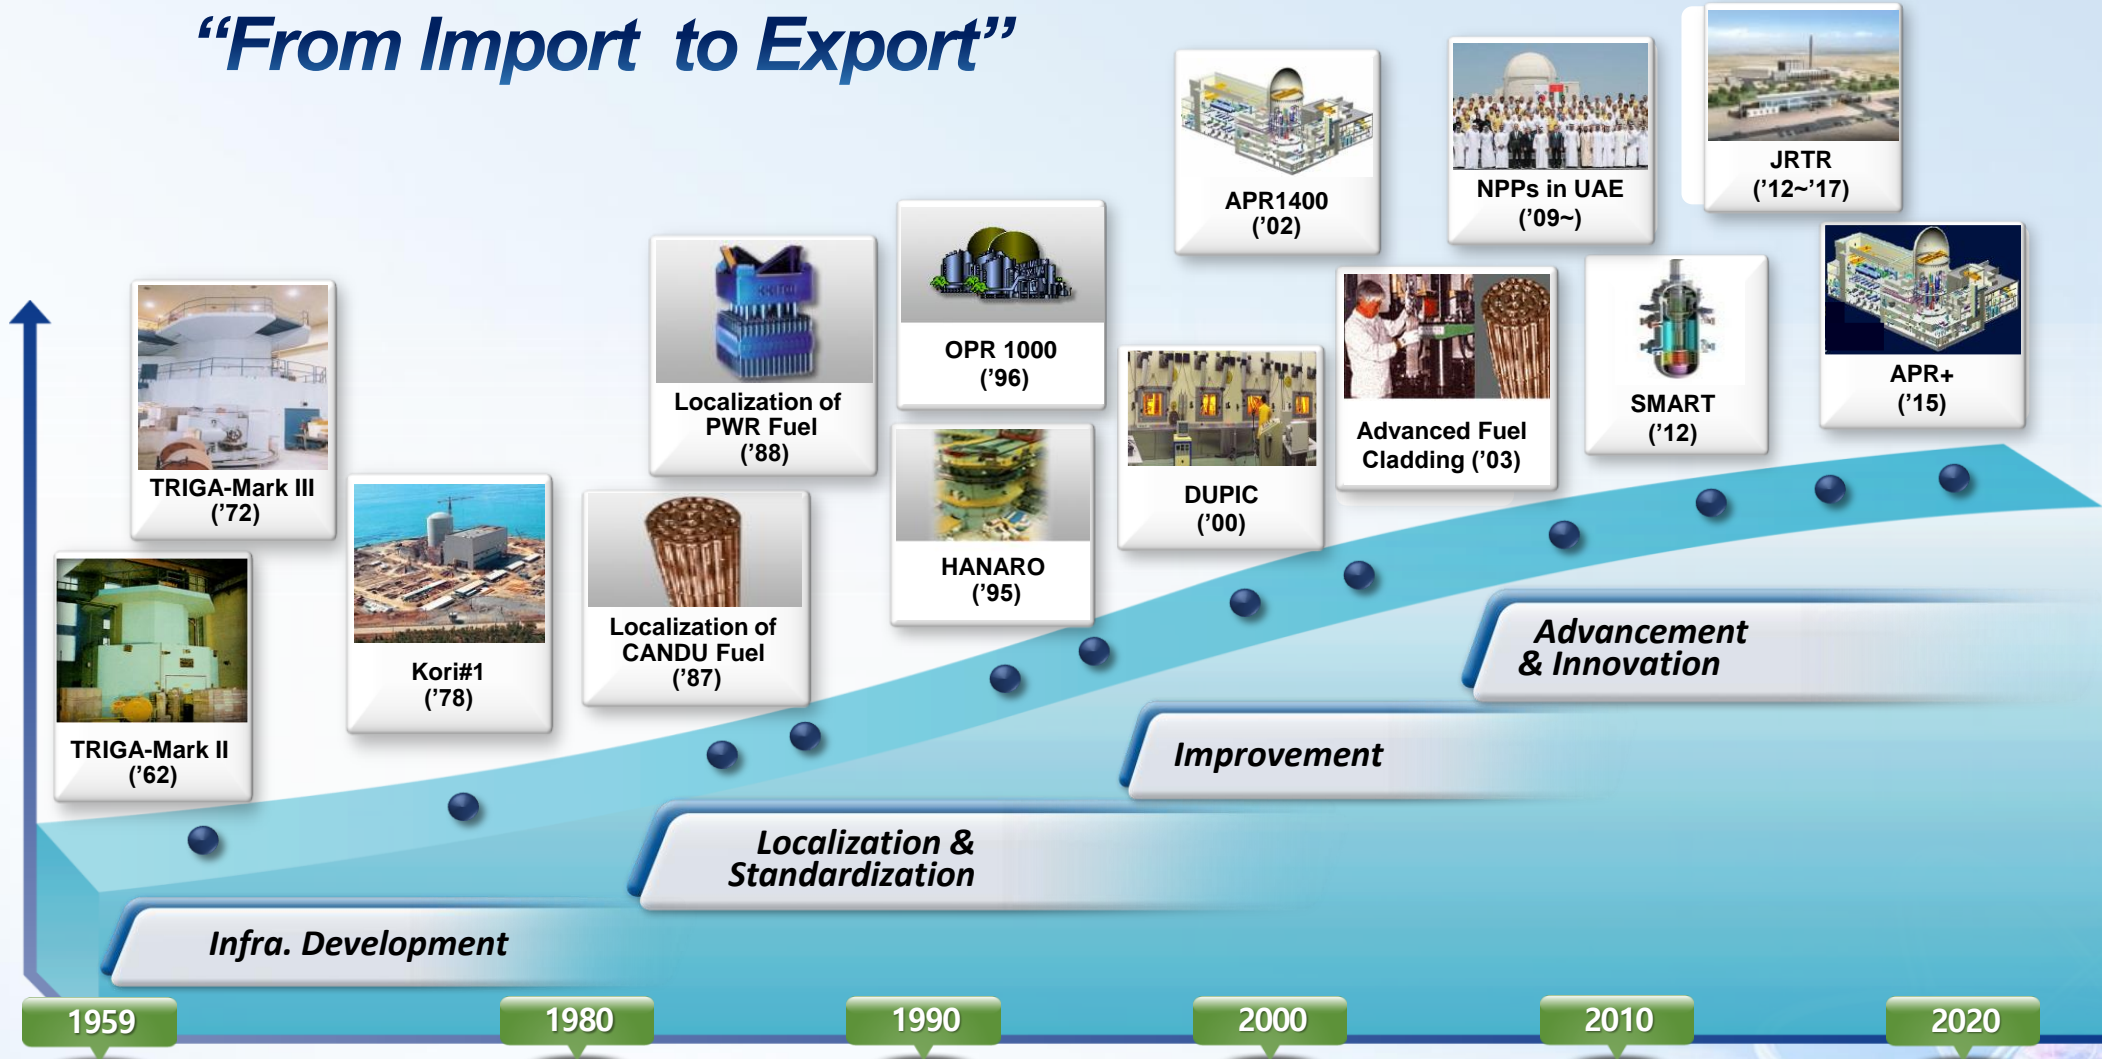 “From Import to Export”
TRIGA-Mark II
(’62)
TRIGA-Mark III
(’72)
Kori#1
(’78)
Localization of
CANDU Fuel
(’87)
Localization of
PWR Fuel
(’88)
OPR 1000
(’96)
HANARO
(’95)
DUPIC
(’00)
APR1400
(’02)
Advanced Fuel
Cladding (’03)
NPPs in UAE
(’09~)
SMART
(’12)
JRTR
(’12~’17)
APR+
(’15)
Advancement
& Innovation
Improvement
Localization &
Standardization
Infra. Development
1959
1980
1990
2000
2010
2020